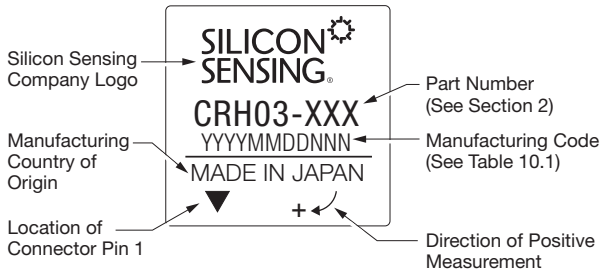 SILICON
SENSING®
CRH03-XXX
YYYYMMDDNNN
MADE IN JAPAN
+
Silicon Sensing
Company Logo
Manufacturing
Country of
Origin
Location of
Connector Pin 1
Part Number
(See Section 2)
Manufacturing Code
(See Table 10.1)
Direction of Positive
Measurement